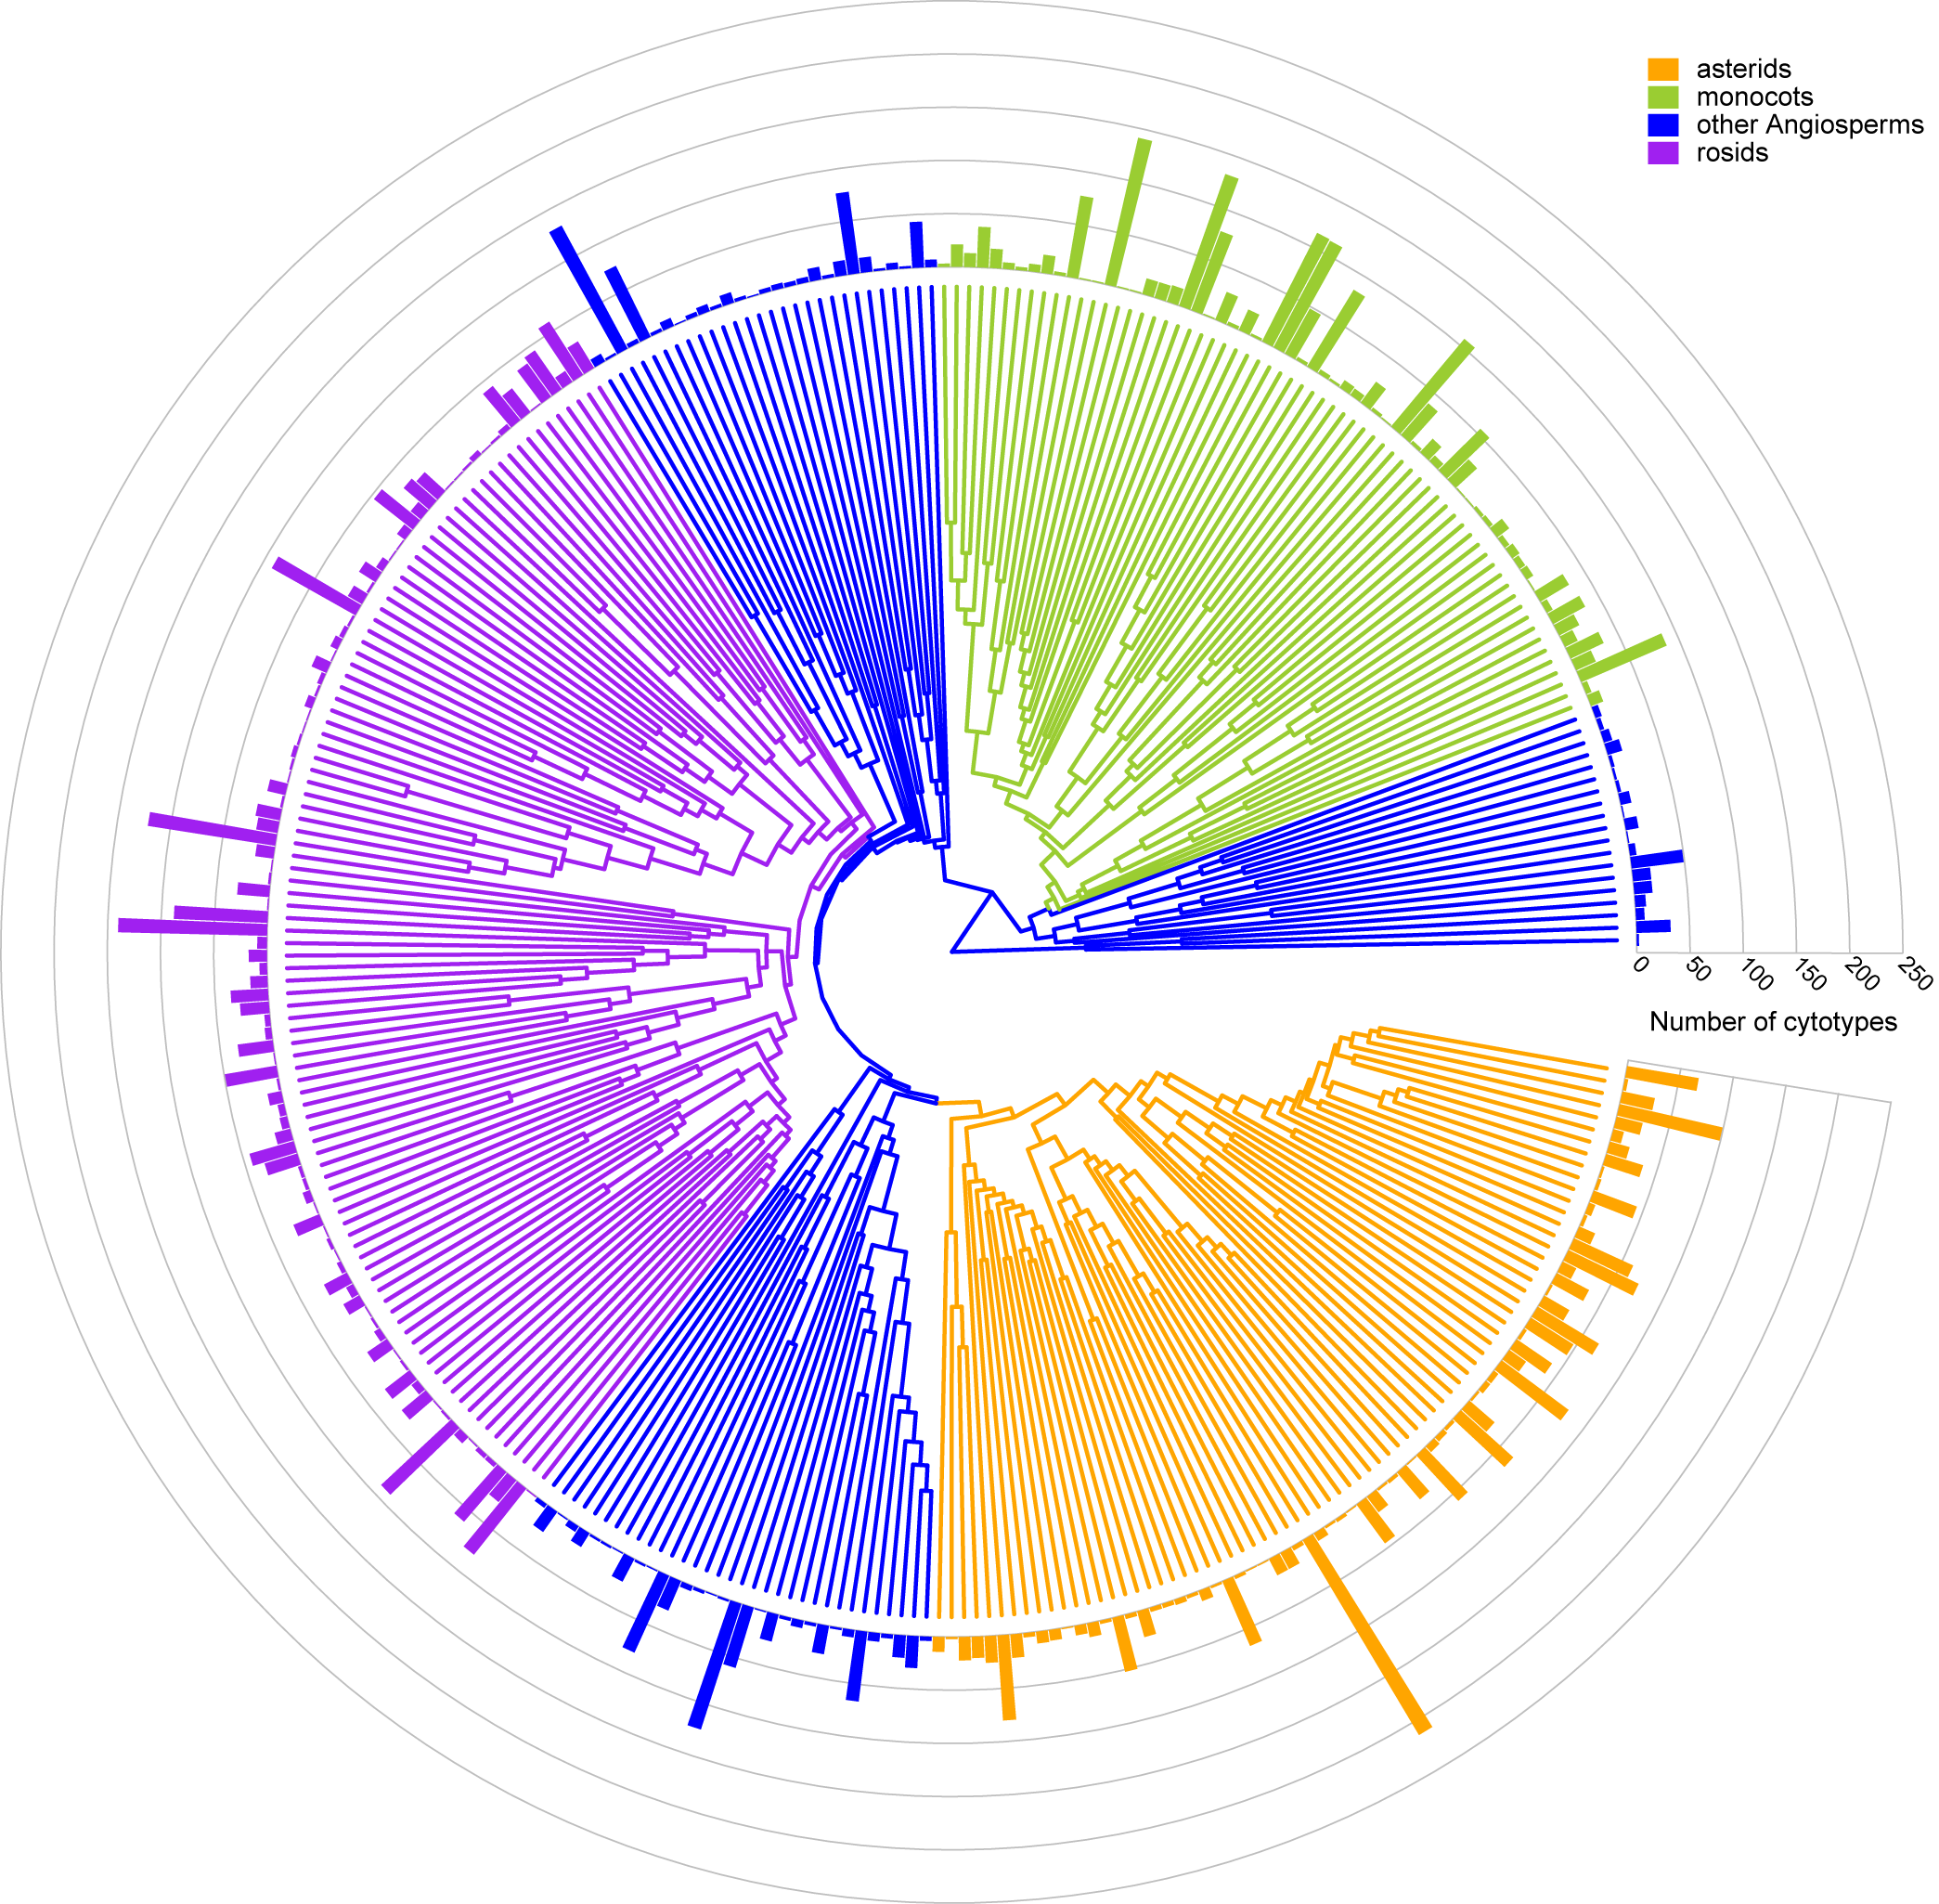 asterids
monocots
other Angiosperms
rosids
0
50
100
150
200
250
Number of cytotypes